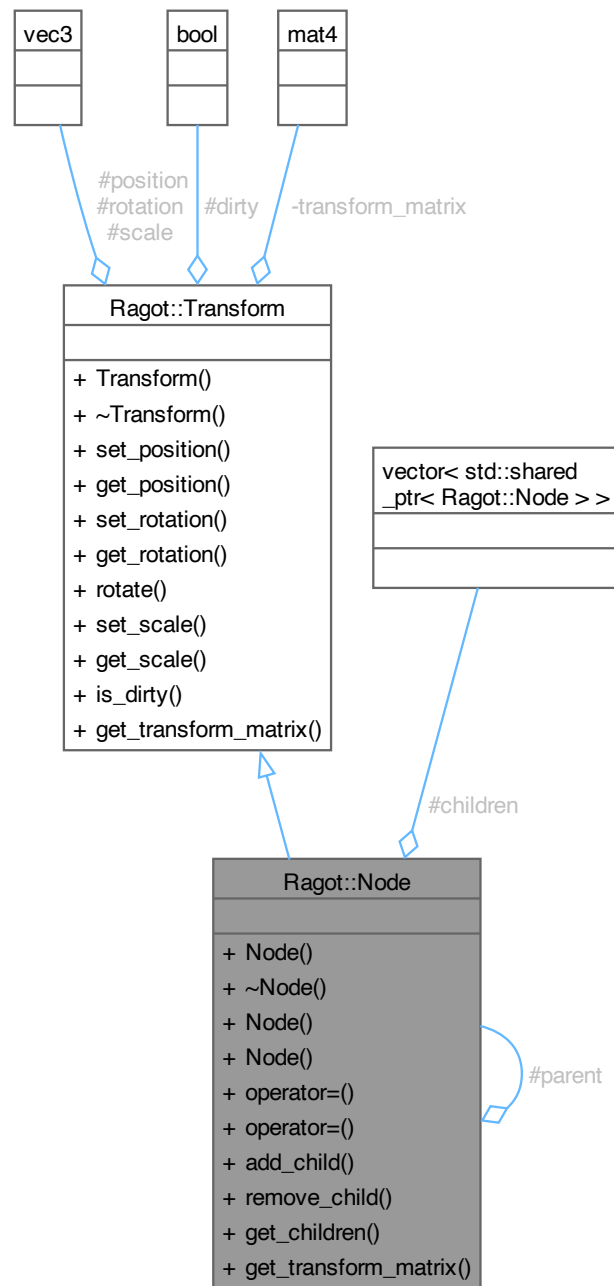 vec3
bool
mat4
#position
#rotation
#scale
#dirty
-transform_matrix
Ragot::Transform
+ Transform()
+ ~Transform()
+ set_position()
+ get_position()
+ set_rotation()
+ get_rotation()
+ rotate()
+ set_scale()
+ get_scale()
+ is_dirty()
+ get_transform_matrix()
vector< std::shared
_ptr< Ragot::Node > >
#children
Ragot::Node
+ Node()
+ ~Node()
+ Node()
+ Node()
+ operator=()
+ operator=()
+ add_child()
+ remove_child()
+ get_children()
+ get_transform_matrix()
#parent